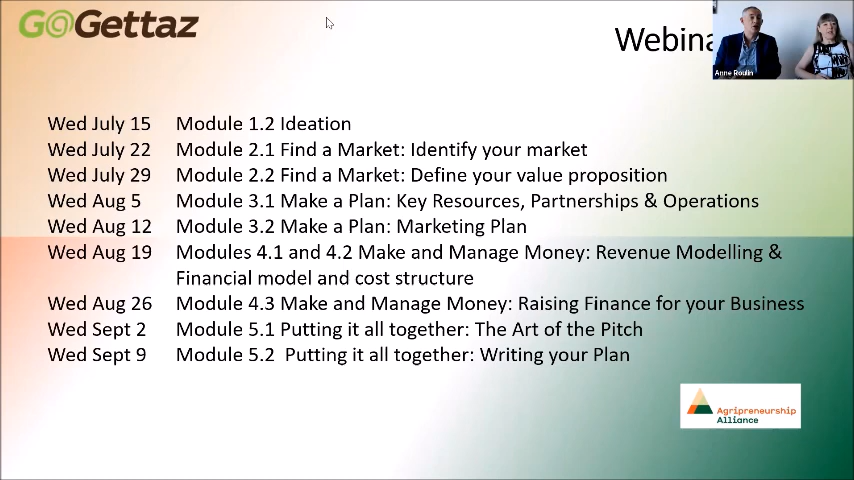 GoGettaz
Webina
Anne Roulin
Wed July 15 Module 1.2 Ideation
Wed July 22 Module 2.1 Find a Market: Identify your market
Wed July 29 Module 2.2 Find a Market: Define your value proposition
Wed Aug 5 Module 3.1 Make a Plan: Key Resources, Partnerships & Operations
Wed Aug 12 Module 3.2 Make a Plan: Marketing Plan
Wed Aug 19 Modules 4.1 and 4.2 Make and Manage Money: Revenue Modelling &
Financial model and cost structure
Wed Aug 26 Module 4.3 Make and Manage Money: Raising Finance for your Business
Wed Sept 2 Module 5.1 Putting it all together: The Art of the Pitch
Wed Sept 9 Module 5.2 Putting it all together: Writing your Plan
Agripreneurship
Alliance